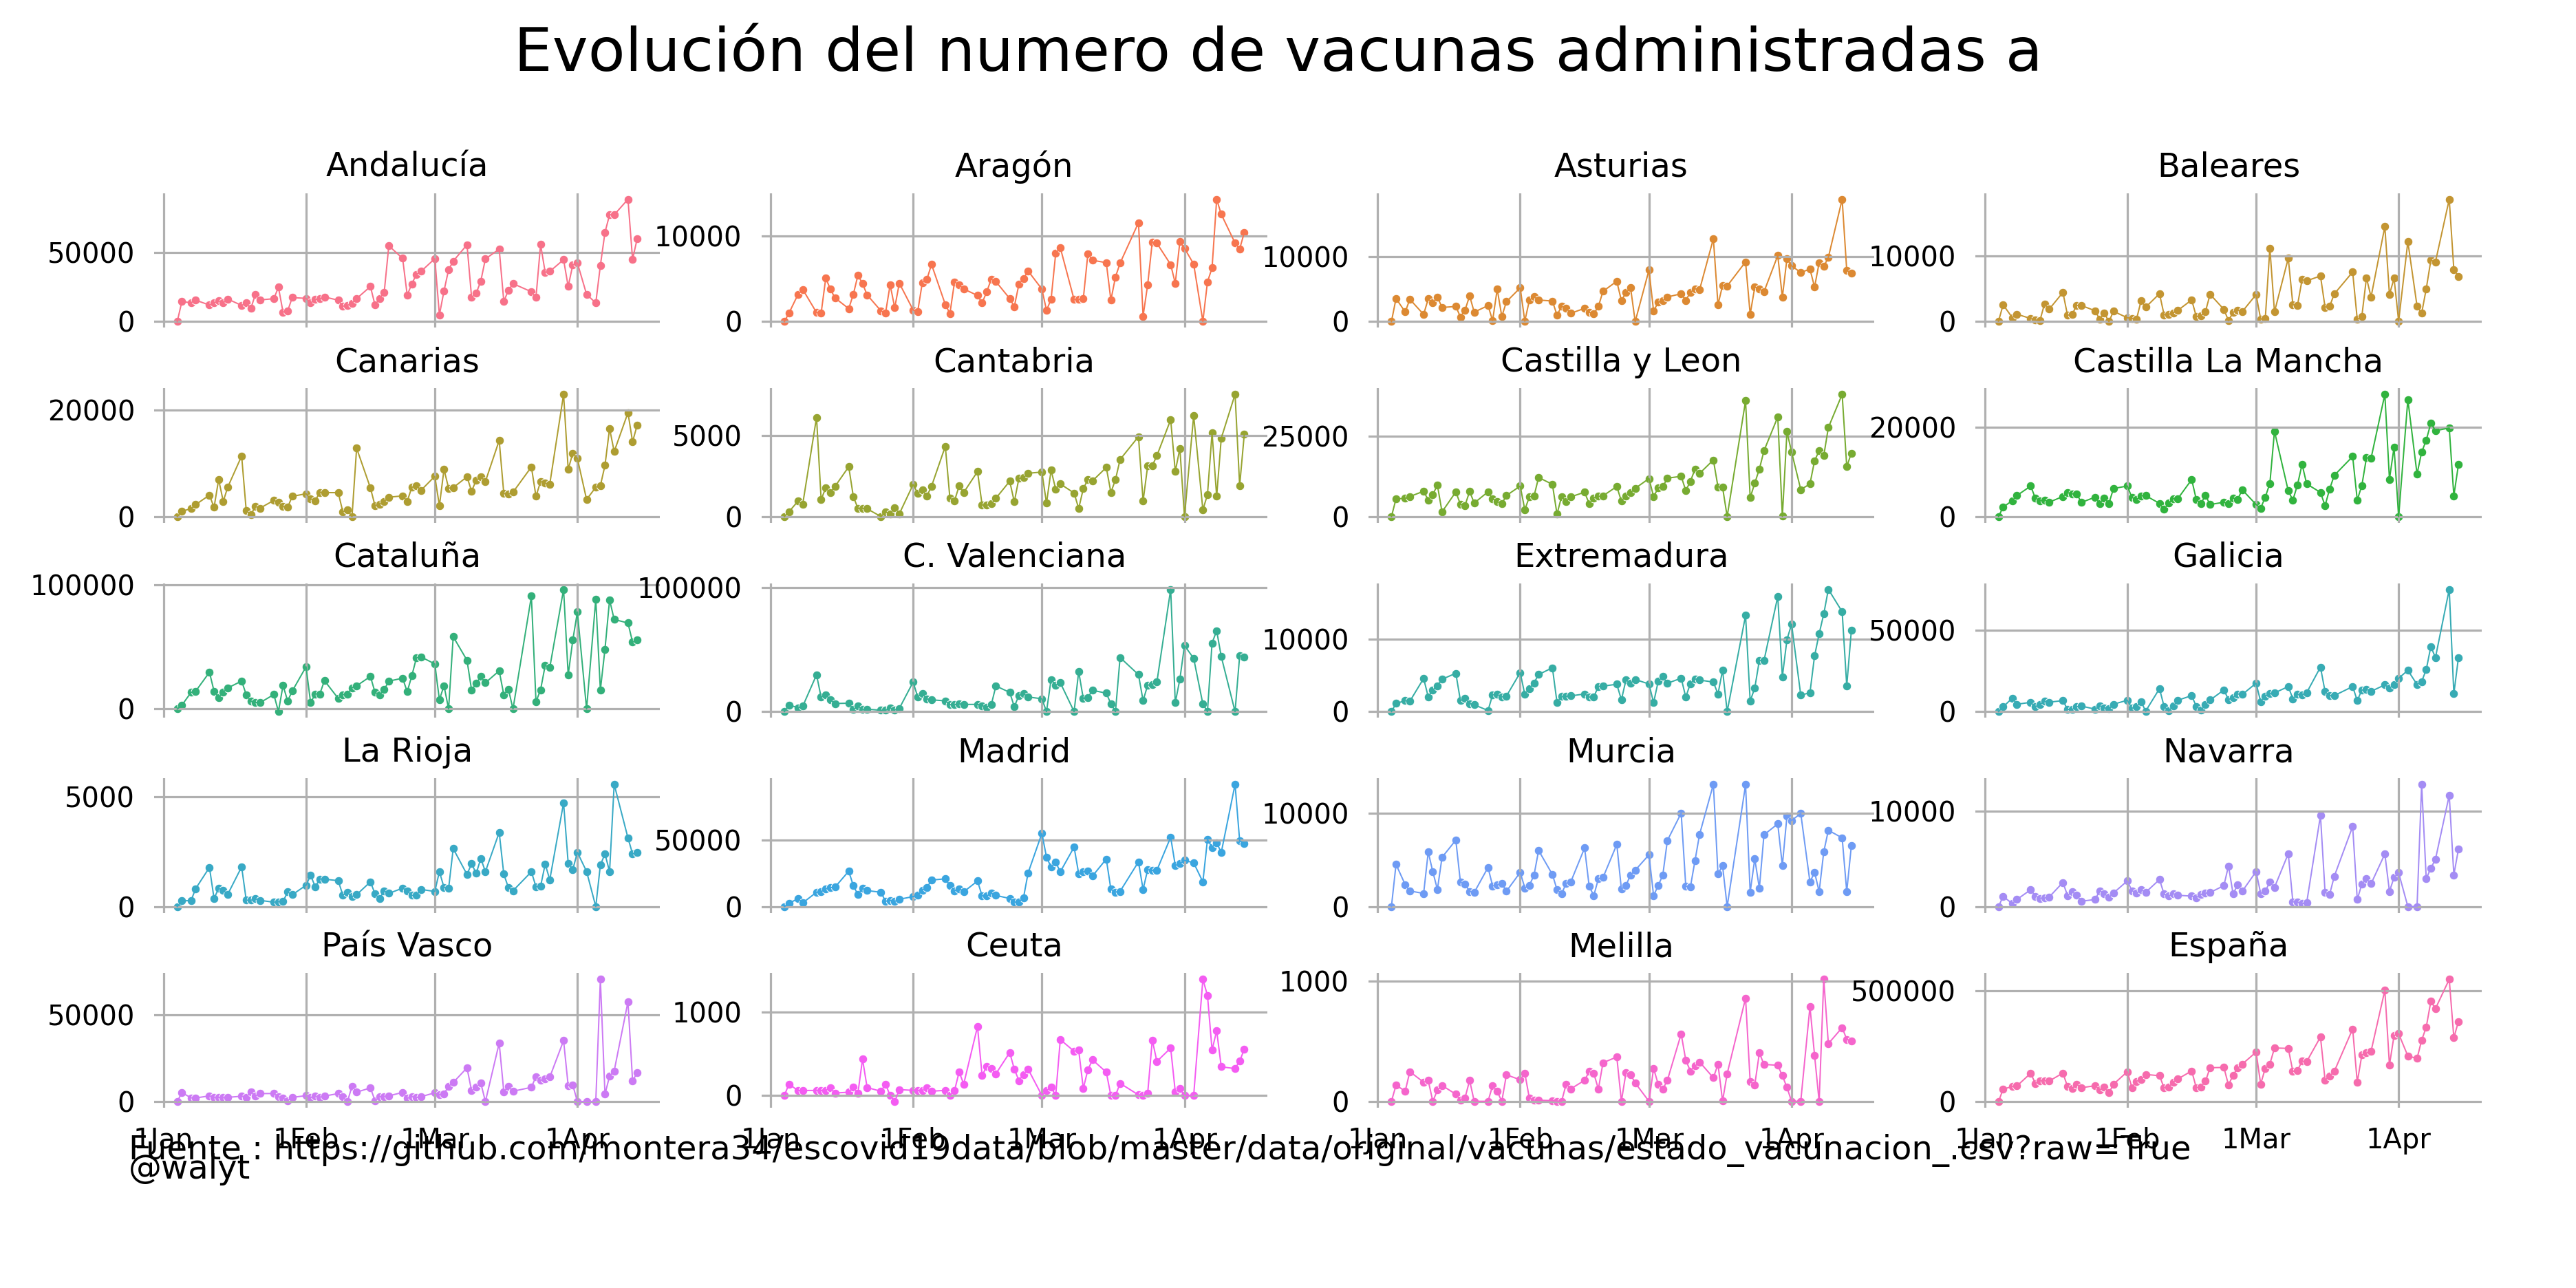 Evolución del numero de vacunas administradas a
Andalucía
Aragón
Asturias
Baleares
50000
0
10000
0
10000
0
10000
0
Canarias
Cantabria
Castilla y Leon
Castilla La Mancha
20000
0
5000
0
25000
0
20000
0
Cataluña
C. Valenciana
Extremadura
Galicia
100000
0
100000
0
10000
0
50000
0
La Rioja
Madrid
Murcia
Navarra
5000
0
50000
0
10000
0
10000
0
País Vasco
Ceuta
Melilla
España
50000
0
1000
0
1000
0
500000
0
1Jan 1Feb 1Mar 1Apr
1Jan 1Feb 1Mar 1Apr
1Jan 1Feb 1Mar 1Apr
1Jan 1Feb 1Mar 1Apr
Fuente : https://github.com/montera34/escovid19data/blob/master/data/original/vacunas/estado_vacunacion_.csv?raw=True
@walyt